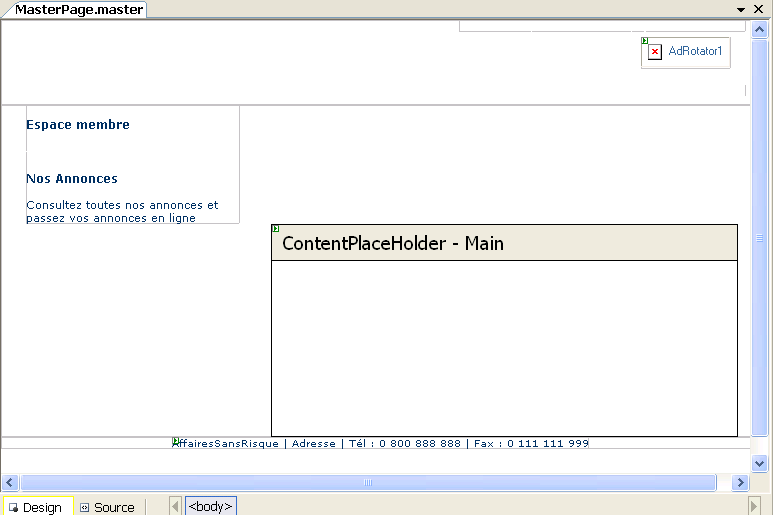 MasterPage.master
AdRotator1
Espace membre
Nos Annonces
Consultez toutes nos annonces et
passez vos annonces en ligne
ContentPlaceHolder - Main
AffairesSansRisque | Adresse | Tél : 0 800 888 888 | Fax : 0 111 111 999
Design Source <body>